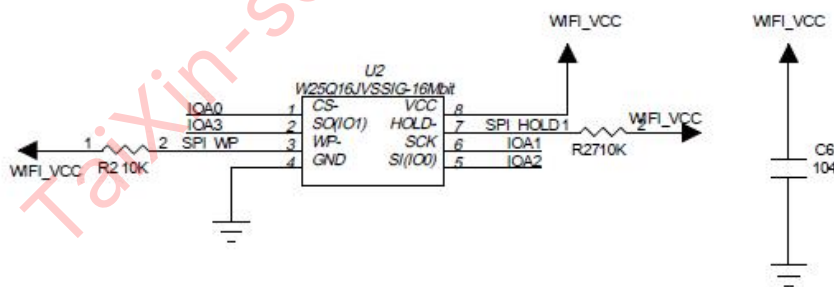 WIFI_VCC
WIFI_VCC
U2
W25Q16JVSSIG-16Mbit
IOA0 1 CS- VCC 8
IOA3 2 SO(IO1) HOLD- 7 SPI_HOLD 1 2 WIFI_VCC
1 2 SPI_WP 3 WP- SCK 6 IOA1 R27 10K
WIFI_VCC R2 10K 4 GND SI(IO0) 5 IOA2
C6
104
TaiXin-s